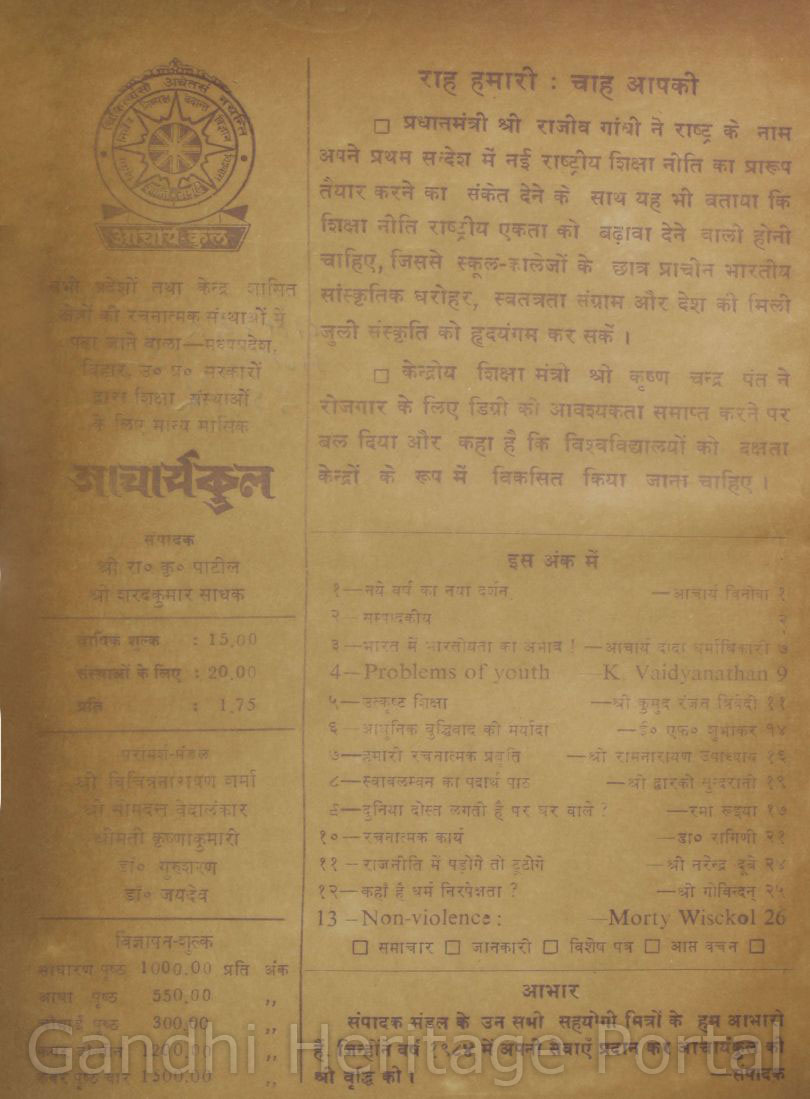 आचार्य कुल
सभी प्रदेशों तथा केन्द्र शासित
क्षेत्रों की रचनात्मक संस्थाओं में
पढ़ा जाने वाला—मध्यप्रदेश,
बिहार, उ० प्र० सरकारों
द्वारा शिक्षा संस्थाओं
के लिए मान्य मासिक
आचार्यकुल
संपादक
श्री रा० कु० पाटील
श्री शरदकुमार साधक
वार्षिक शुल्क : 15.00
संस्थाओं के लिए : 20.00
प्रति : 1.75
परामर्श-मंडल
श्री विचित्रनारायण शर्मा
श्री सोमदत्त वेदालंकार
श्रीमती कृष्णाकुमारी
डॉ० गुरुशरण
डॉ० जयदेव
विज्ञापन-शुल्क
साधारण पृष्ठ 1000.00 प्रति अंक
आधा पृष्ठ 550.00 ,,
चौथाई पृष्ठ 300.00 ,,
कवर 1200.00 ,,
कवर पृष्ठ चार 1500.00 ,,
राह हमारी : चाह आपकी
□ प्रधानमंत्री श्री राजीव गांधी ने राष्ट्र के नाम
अपने प्रथम सन्देश में नई राष्ट्रीय शिक्षा नीति का प्रारूप
तैयार करने का संकेत देने के साथ यह भी बताया कि
शिक्षा नीति राष्ट्रीय एकता को बढ़ावा देने वाली होनी
चाहिए, जिससे स्कूल-कालेजों के छात्र प्राचीन भारतीय
सांस्कृतिक धरोहर, स्वतंत्रता संग्राम और देश की मिली
जुली संस्कृति को हृदयंगम कर सकें ।
□ केन्द्रीय शिक्षा मंत्री श्री कृष्ण चन्द्र पंत ने
रोजगार के लिए डिग्री की आवश्यकता समाप्त करने पर
बल दिया और कहा है कि विश्वविद्यालयों को दक्षता
केन्द्रों के रूप में विकसित किया जाना चाहिए ।
इस अंक में
१—नये वर्ष का नया दर्शन —आचार्य विनोबा १
२—सम्पादकीय २
३—भारत में भारतीयता का अभाव ! —आचार्य दादा धर्माधिकारी ७
4—Problems of youth —K. Vaidyanathan 9
५—उत्कृष्ट शिक्षा —श्री कुमुद रंजन त्रिवेदी ११
६—आधुनिक बुद्धिवाद की मर्यादा —ई० एफ० शुभाकर १४
७—हमारी रचनात्मक प्रवृति —श्री रामनारायण उपाध्याय १६
८—स्वावलम्बन का पदार्थ पाठ —श्री द्वारको सुन्दरानी १९
९—दुनिया दोस्त लगती है पर घर वाले ? —रमा रूइया १७
१०—रचनात्मक कार्य —डा० रागिणी २१
११—राजनीति में पड़ोगे तो टूटोगे —श्री नरेन्द्र दूबे २४
१२—कहाँ है धर्म निरपेक्षता ? —श्री गोविन्दन् २५
13—Non-violence : —Morty Wisckol 26
□ समाचार □ जानकारी □ विशेष पत्र □ आप्त वचन □
आभार
संपादक मंडल के उन सभी सहयोगी मित्रों के हम आभारी
हैं, जिन्होंने वर्ष १९८४ में अपनी सेवाएँ प्रदान कर आचार्यकुल की
श्री वृद्धि की । —संपादक
Gandhi Heritage Portal